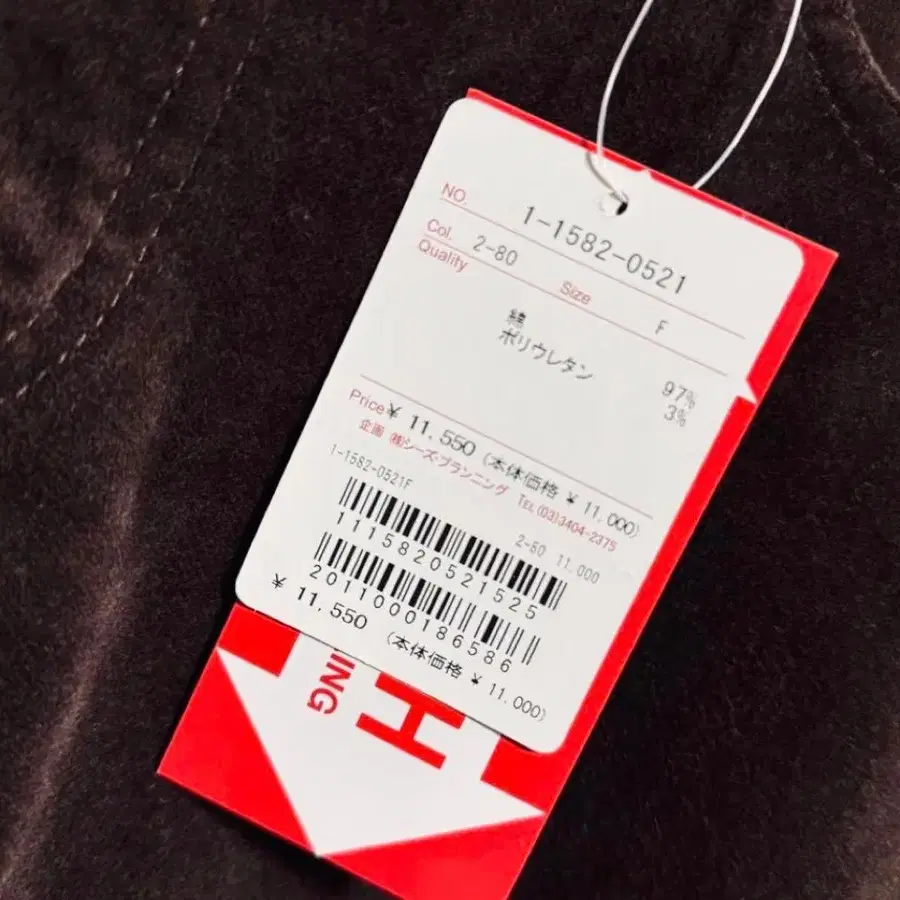 NO. 1-1582-0521
Col. 2-80 Size F
Quality
綿 97%
ポリウレタン 3%
Price ¥ 11.550 (本体価格 ¥ 11.000)
企画 ㈱シーズ・プランニング TEL(03)3404-2375
1-1582-0521F
2-80 11.000
1115820521525
2011000186586
¥ 11.550 (本体価格 ¥ 11.000)
ING
H